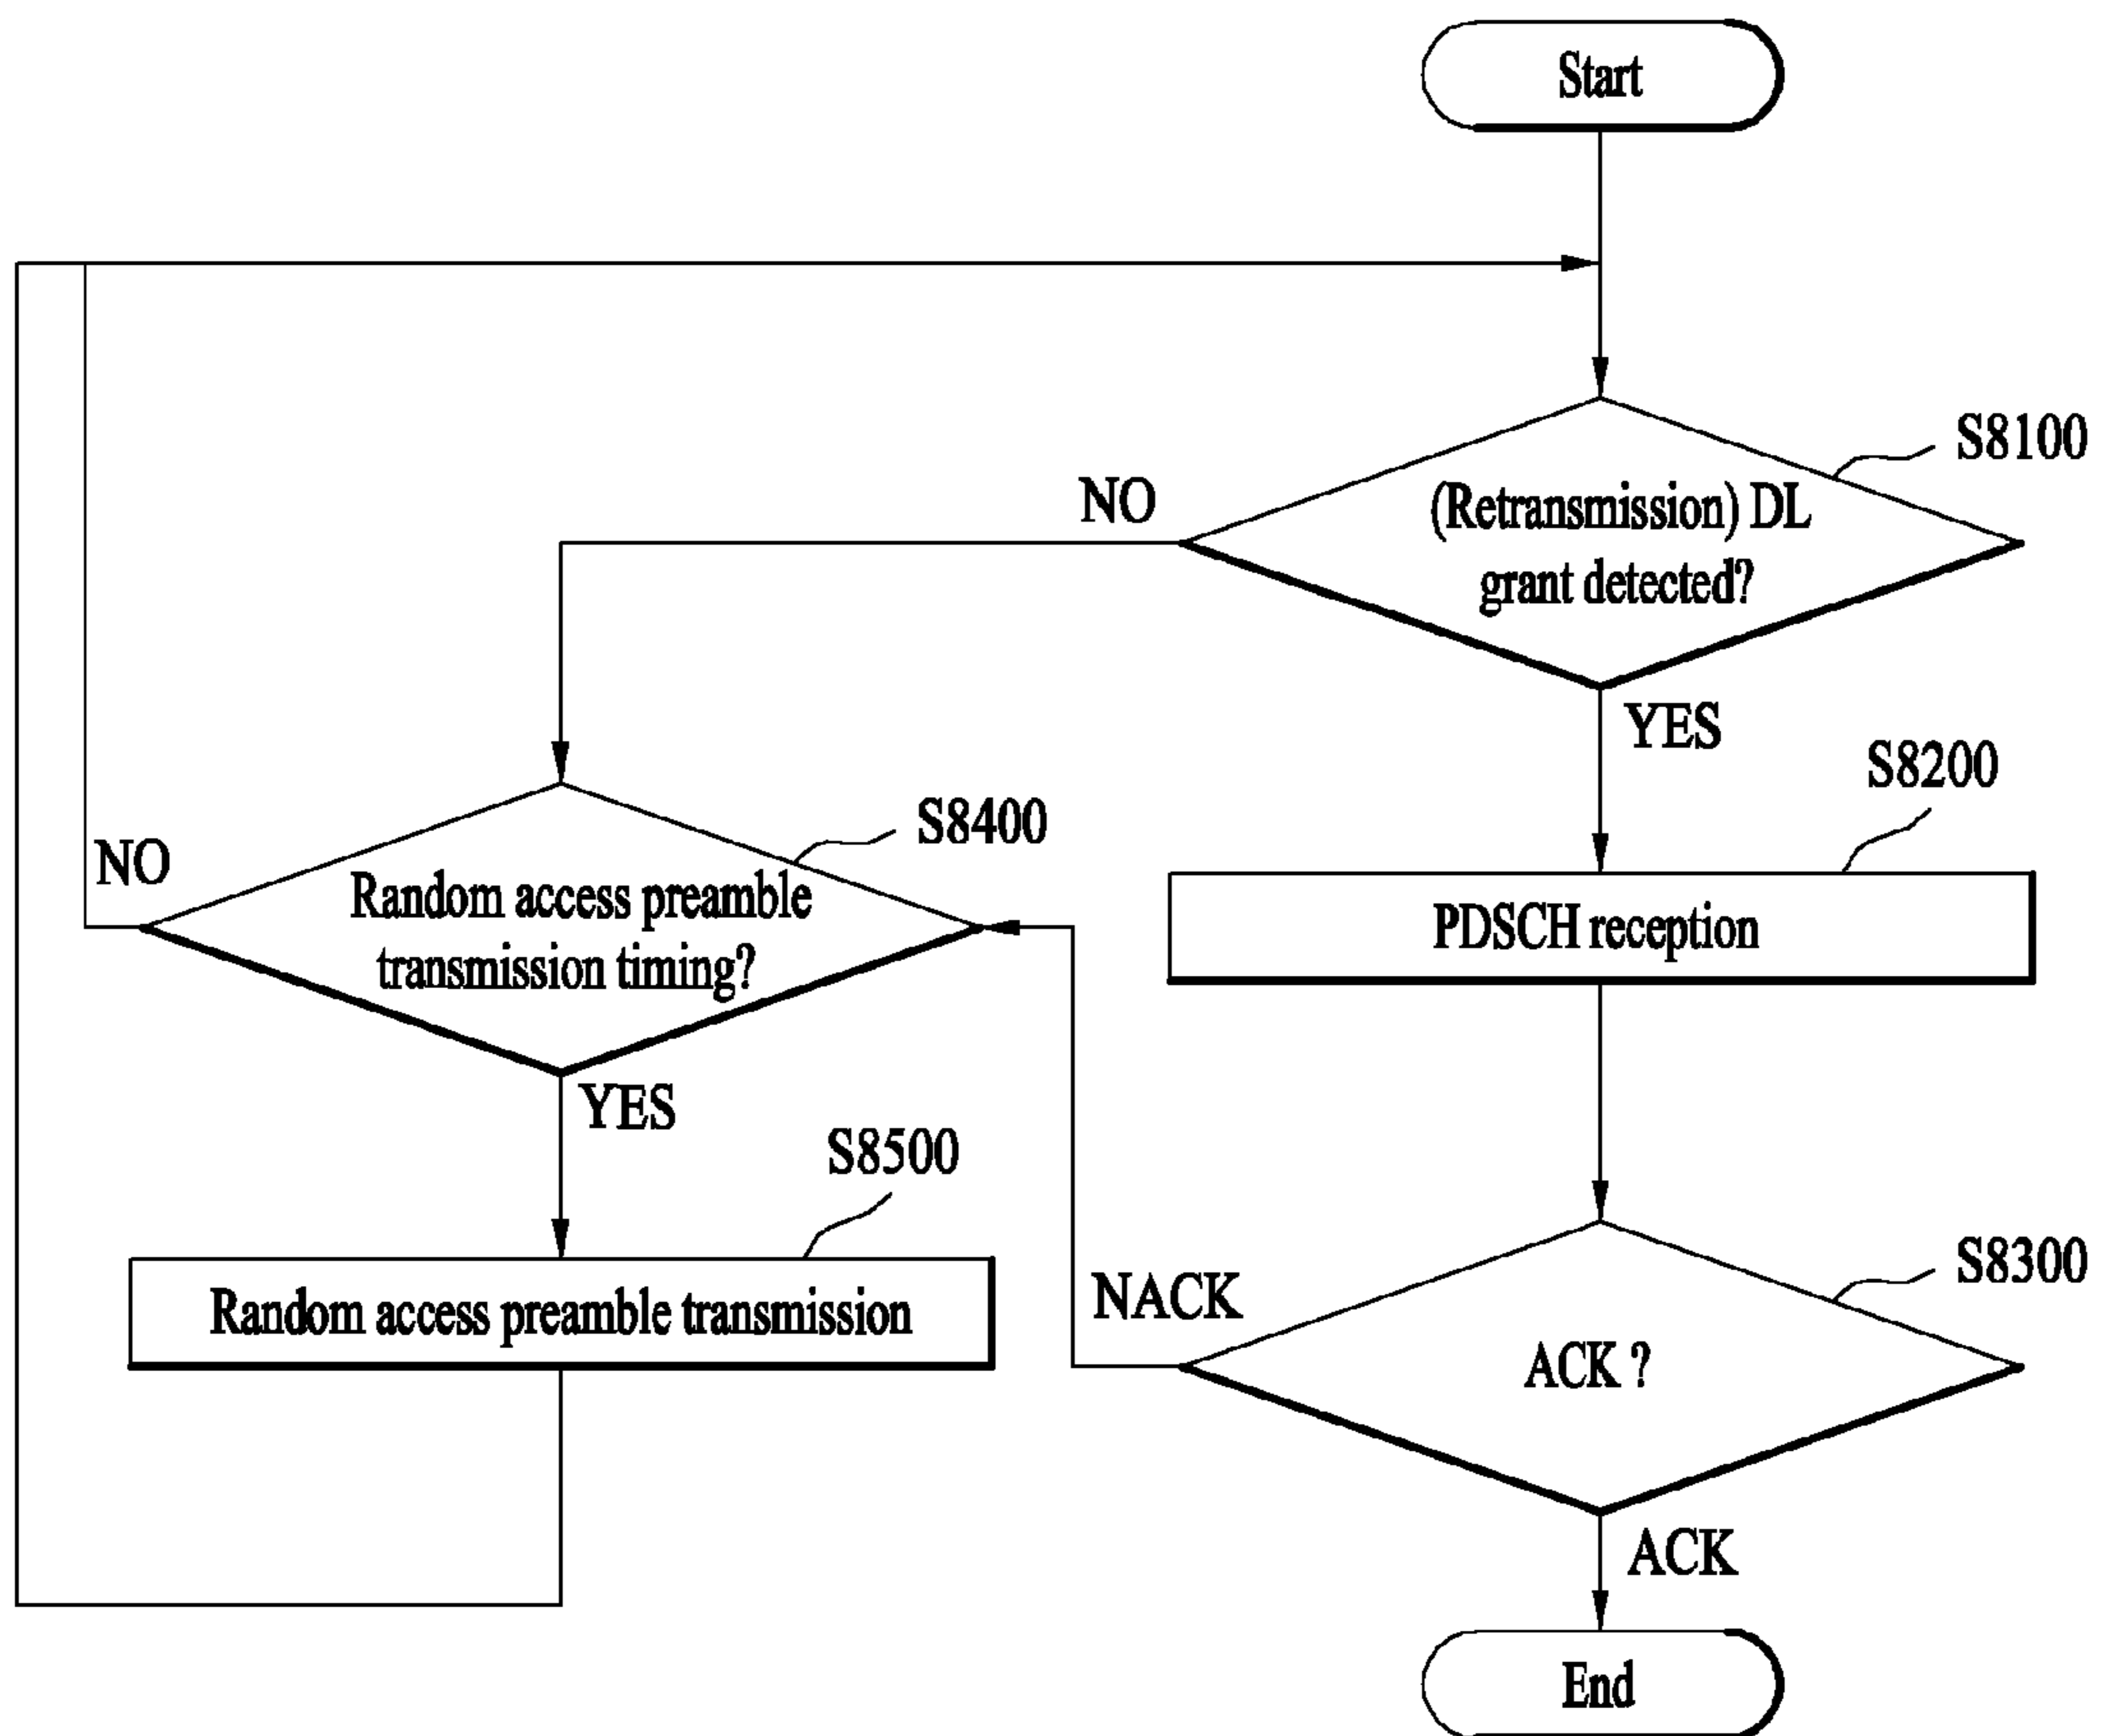 Start
S8100
NO
(Retransmission) DL
grant detected?
YES
S8200
S8400
NO
Random access preamble
transmission timing?
PDSCH reception
YES
S8500
S8300
NACK
Random access preamble transmission
ACK ?
ACK
End